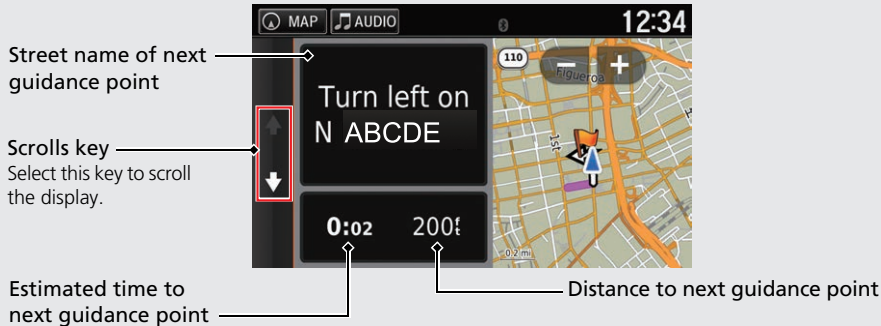 MAP
AUDIO
12:34
Street name of next
guidance point
110
Figueroa
Turn left on
N ABCDE
1st
Scrolls key
Select this key to scroll
the display.
0:02
200ft
0.2 mi
Estimated time to
next guidance point
Distance to next guidance point